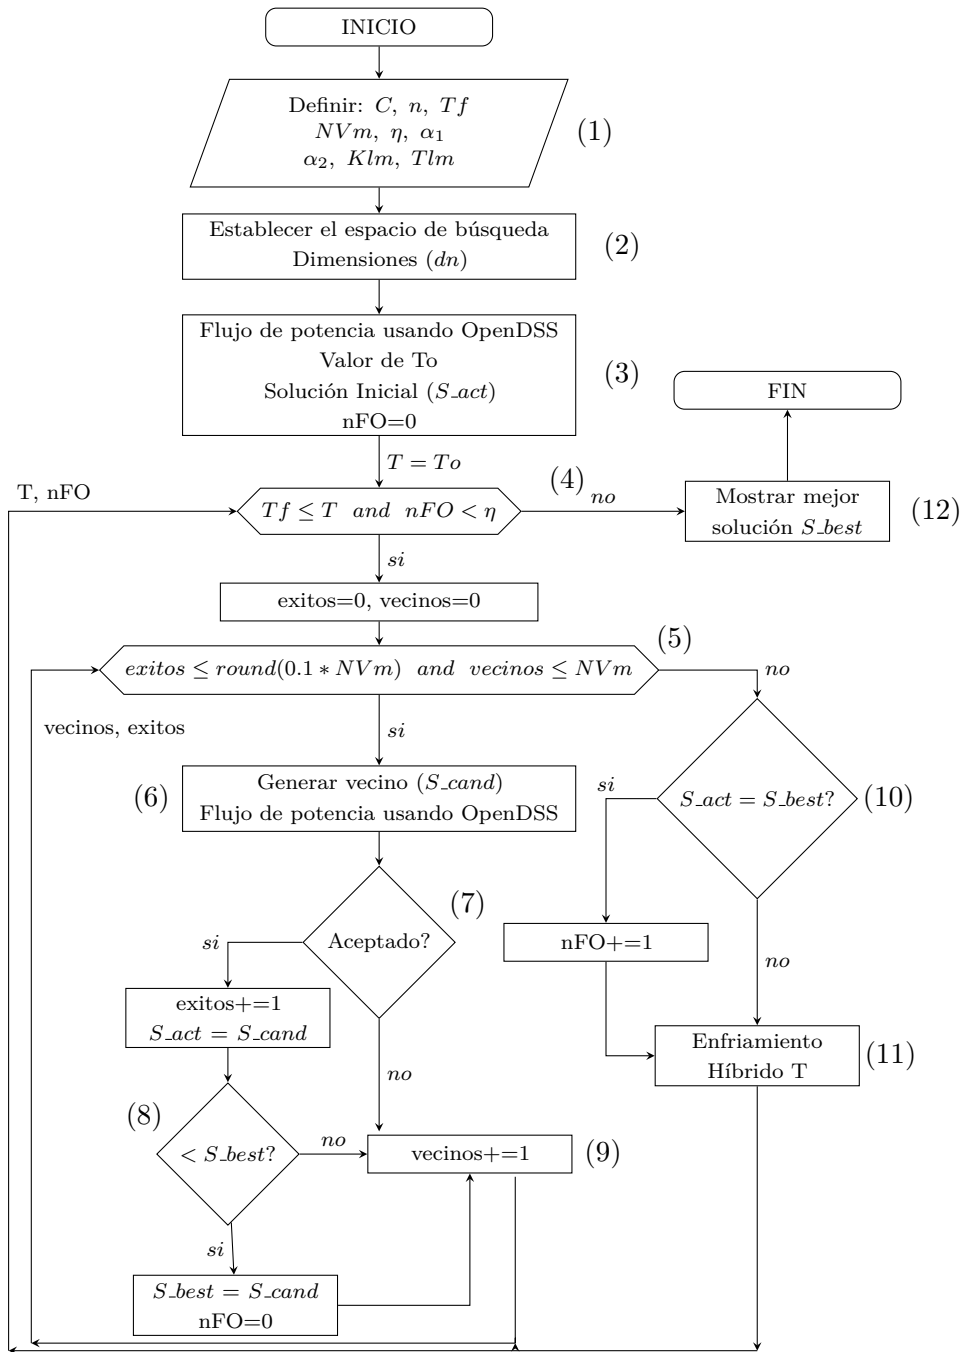 INICIO
Definir: C, n, Tf
NVm, η, α₁
α₂, Klm, Tlm
(1)
Establecer el espacio de búsqueda
Dimensiones (dn)
(2)
Flujo de potencia usando OpenDSS
Valor de To
Solución Inicial (S_act)
nFO=0
(3)
FIN
T = To
T, nFO
Tf ≤ T and nFO < η
(4)
no
Mostrar mejor
solución S_best
(12)
si
exitos=0, vecinos=0
exitos ≤ round(0.1 * NVm) and vecinos ≤ NVm
(5)
no
vecinos, exitos
si
Generar vecino (S_cand)
Flujo de potencia usando OpenDSS
(6)
si
S_act = S_best?
(10)
Aceptado?
(7)
si
nFO+=1
no
exitos+=1
S_act = S_cand
no
Enfriamiento
Híbrido T
(11)
(8)
< S_best?
no
vecinos+=1
(9)
si
S_best = S_cand
nFO=0